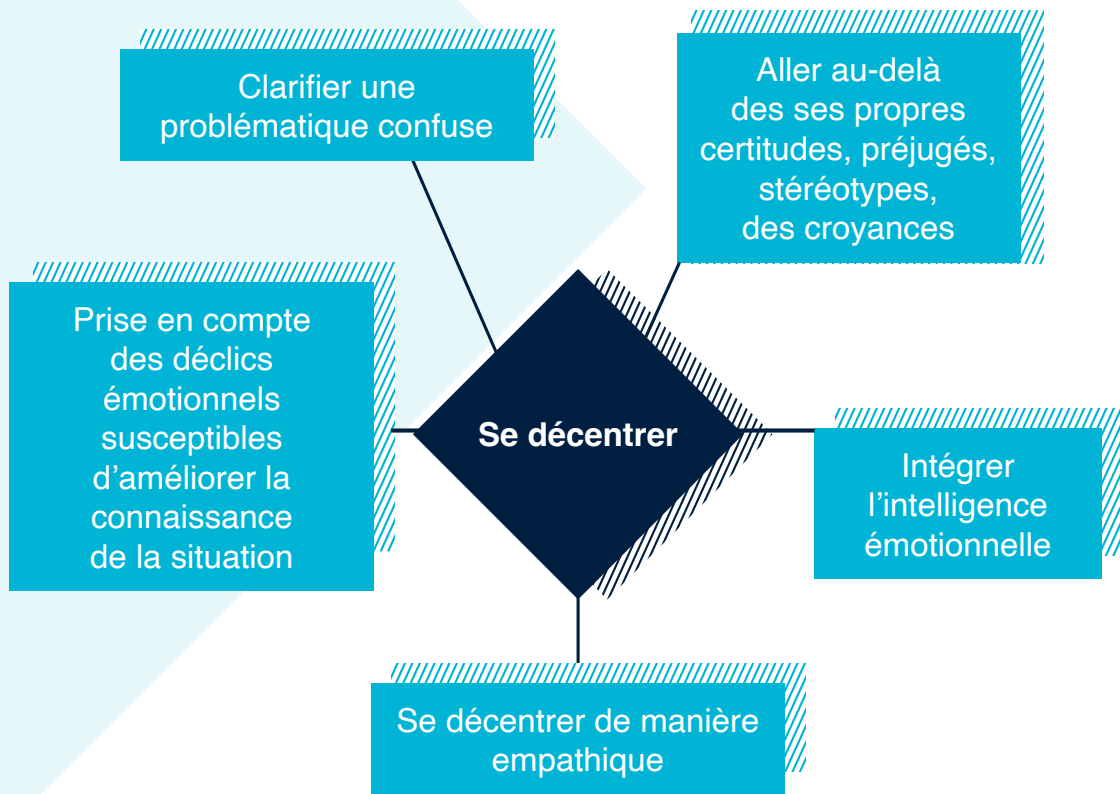 Clarifier une
problématique confuse
Aller au-delà
des ses propres
certitudes, préjugés,
stéréotypes,
des croyances
Prise en compte
des déclics
émotionnels
susceptibles
d’améliorer la
connaissance
de la situation
Se décentrer
Intégrer
l’intelligence
émotionnelle
Se décentrer de manière
empathique